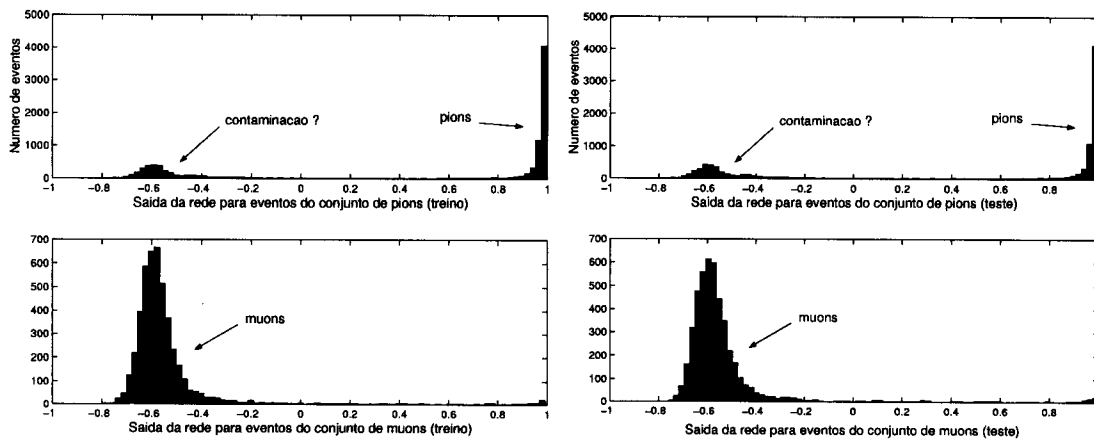 5000
4000
3000
2000
1000
0
Numero de eventos
contaminacao ?
pions
-1 -0.8 -0.6 -0.4 -0.2 0 0.2 0.4 0.6 0.8 1
Saida da rede para eventos do conjunto de pions (treino)
5000
4000
3000
2000
1000
0
contaminacao ?
pions
-1 -0.8 -0.6 -0.4 -0.2 0 0.2 0.4 0.6 0.8
Saida da rede para eventos do conjunto de pions (teste)
700
600
500
400
300
200
100
0
muons
-1 -0.8 -0.6 -0.4 -0.2 0 0.2 0.4 0.6 0.8 1
Saida da rede para eventos do conjunto de muons (treino)
700
600
500
400
300
200
100
0
muons
-1 -0.8 -0.6 -0.4 -0.2 0 0.2 0.4 0.6 0.8
Saida da rede para eventos do conjunto de muons (teste)